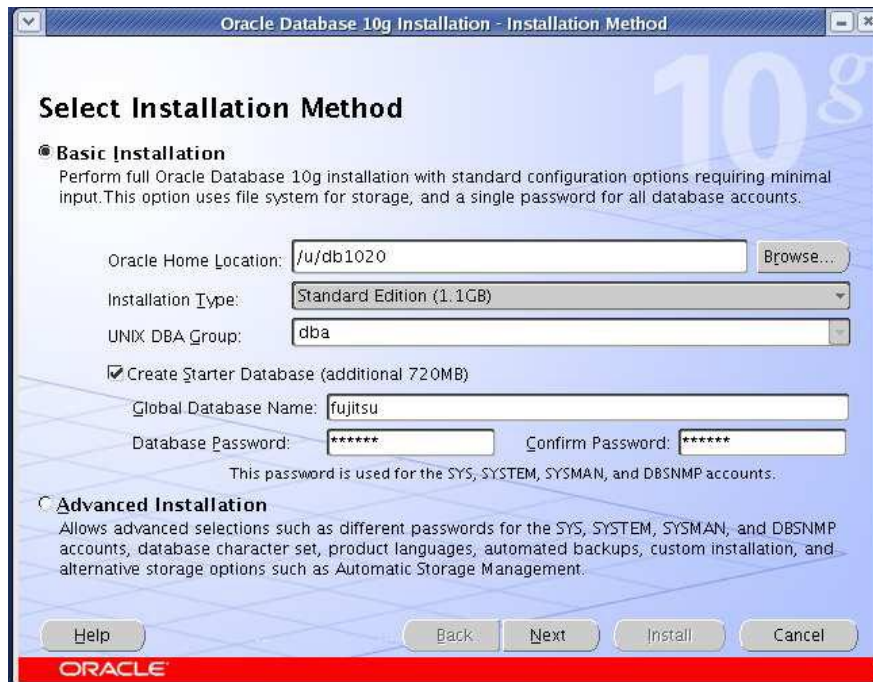 Oracle Database 10g Installation - Installation Method
10g
Select Installation Method
Basic Installation
Perform full Oracle Database 10g installation with standard configuration options requiring minimal
input.This option uses file system for storage, and a single password for all database accounts.
Oracle Home Location: /u/db1020 Browse...
Installation Type: Standard Edition (1.1GB)
UNIX DBA Group: dba
Create Starter Database (additional 720MB)
Global Database Name: fujitsu
Database Password: ****** Confirm Password: ******
This password is used for the SYS, SYSTEM, SYSMAN, and DBSNMP accounts.
Advanced Installation
Allows advanced selections such as different passwords for the SYS, SYSTEM, SYSMAN, and DBSNMP
accounts, database character set, product languages, automated backups, custom installation, and
alternative storage options such as Automatic Storage Management.
Help Back Next Install Cancel
ORACLE